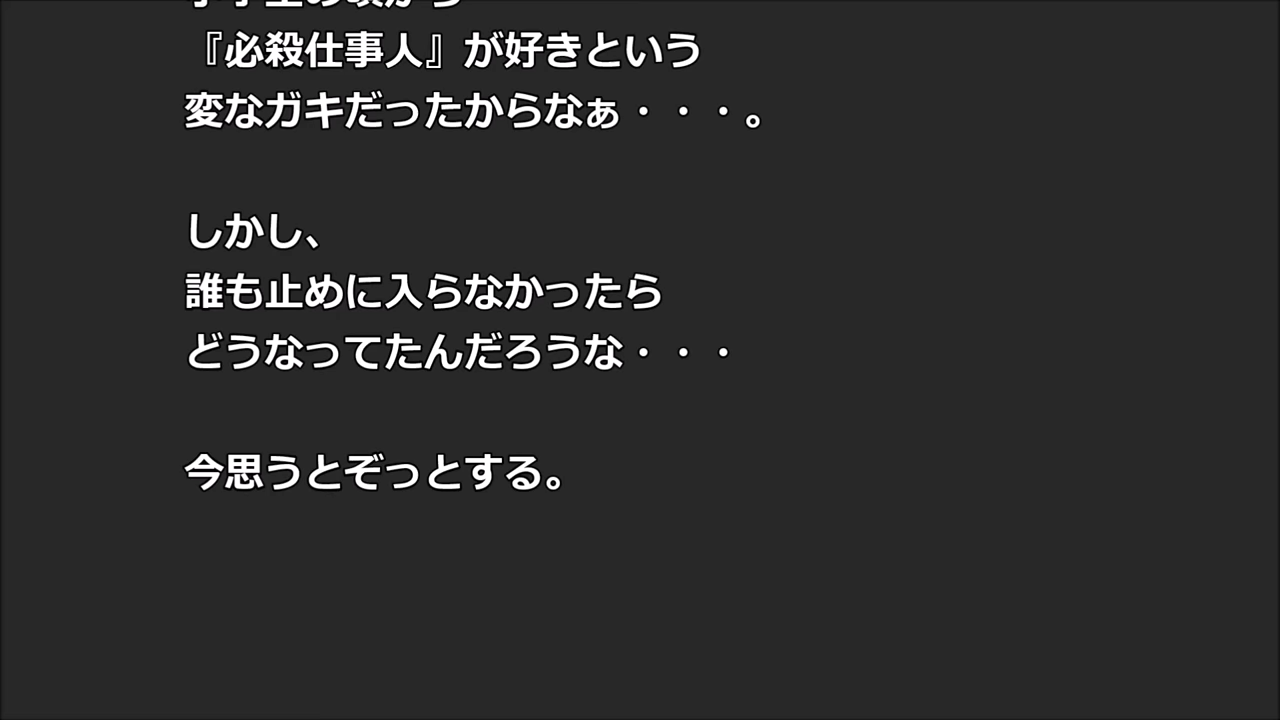 『必殺仕事人』が好きという
変なガキだったからなぁ・・・。
しかし、
誰も止めに入らなかったら
どうなってたんだろうな・・・
今思うとぞっとする。